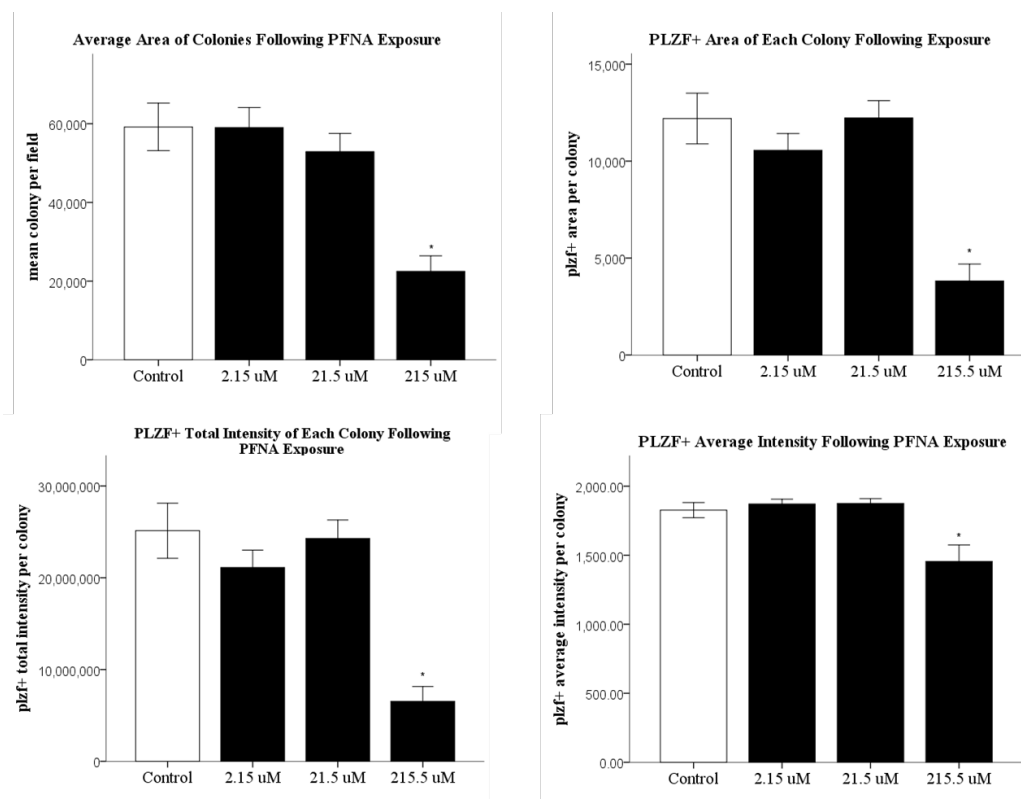 Average Area of Colonies Following PFNA Exposure
mean colony per field
60,000
40,000
20,000
0
*
Control 2.15 uM 21.5 uM 215 uM
PLZF+ Area of Each Colony Following Exposure
plzf+ area per colony
15,000
10,000
5,000
0
*
Control 2.15 uM 21.5 uM 215.5 uM
PLZF+ Total Intensity of Each Colony Following
PFNA Exposure
plzf+ total intensity per colony
30,000,000
20,000,000
10,000,000
0
*
Control 2.15 uM 21.5 uM 215.5 uM
PLZF+ Average Intensity Following PFNA Exposure
plzf+ average intensity per colony
2,000.00
1,500.00
1,000.00
500.00
0.00
*
Control 2.15 uM 21.5 uM 215.5 uM